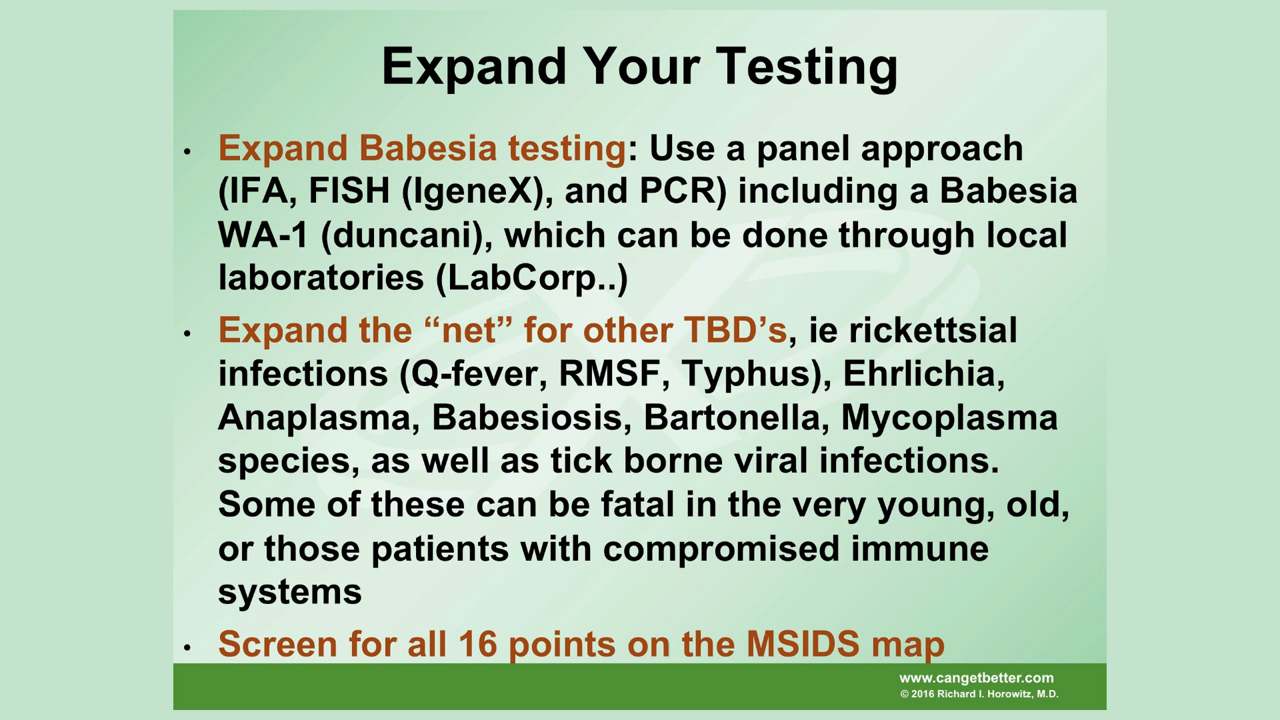 Expand Your Testing
• Expand Babesia testing: Use a panel approach
(IFA, FISH (IgeneX), and PCR) including a Babesia
WA-1 (duncani), which can be done through local
laboratories (LabCorp..)
• Expand the “net” for other TBD’s, ie rickettsial
infections (Q-fever, RMSF, Typhus), Ehrlichia,
Anaplasma, Babesiosis, Bartonella, Mycoplasma
species, as well as tick borne viral infections.
Some of these can be fatal in the very young, old,
or those patients with compromised immune
systems
• Screen for all 16 points on the MSIDS map
www.cangetbetter.com
© 2016 Richard I. Horowitz, M.D.